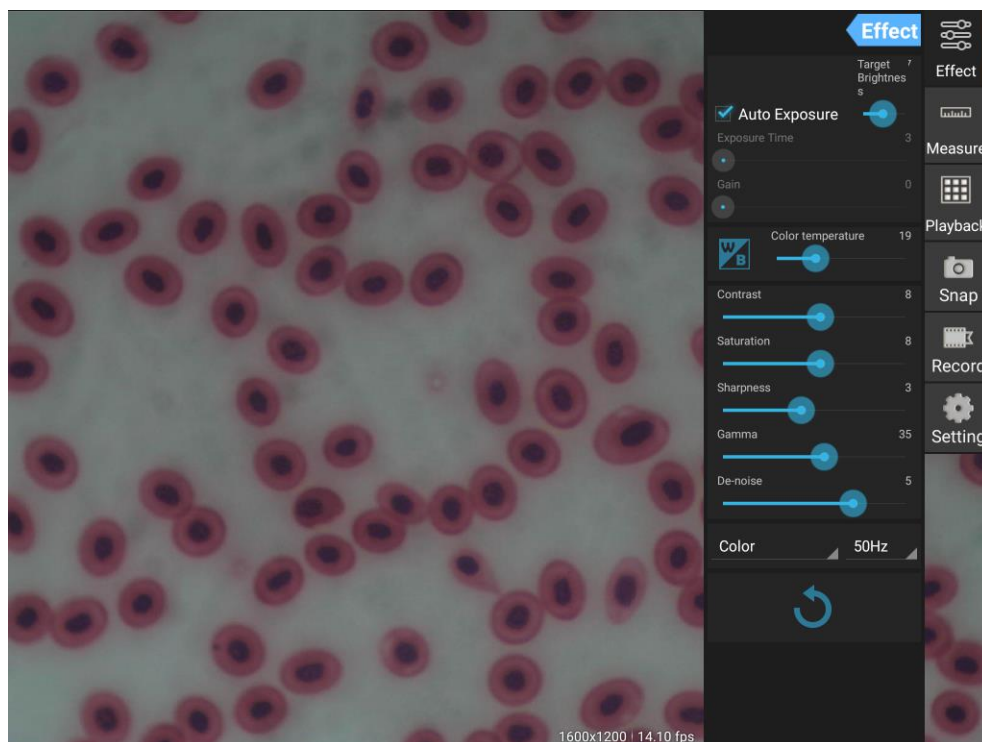 Effect
Target 7
Brightnes
s
Auto Exposure
Exposure Time 3
Gain 0
W
B
Color temperature 19
Contrast 8
Saturation 8
Sharpness 3
Gamma 35
De-noise 5
Color 50Hz
Effect
Measure
Playback
Snap
Record
Setting
1600x1200 | 14.10 fps